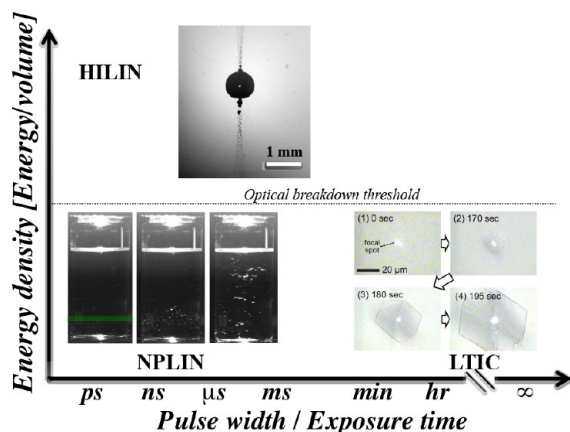 Energy density [Energy/volume]
HILIN
1 mm
Optical breakdown threshold
(1) 0 sec
(2) 170 sec
focal
spot
20 μm
(3) 180 sec
(4) 195 sec
NPLIN
LTIC
ps ns μs ms min hr ∞
Pulse width / Exposure time